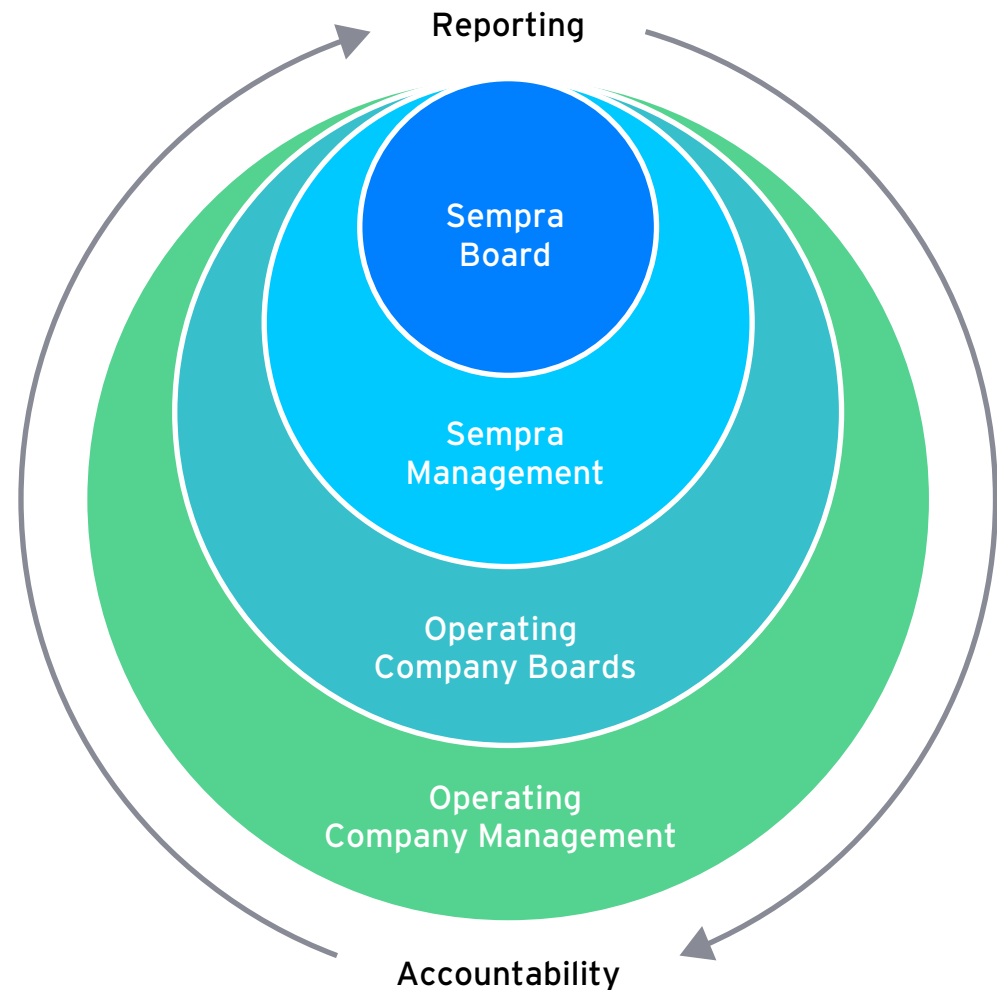 Reporting
Sempra
Board
Sempra
Management
Operating
Company Boards
Operating
Company Management
Accountability